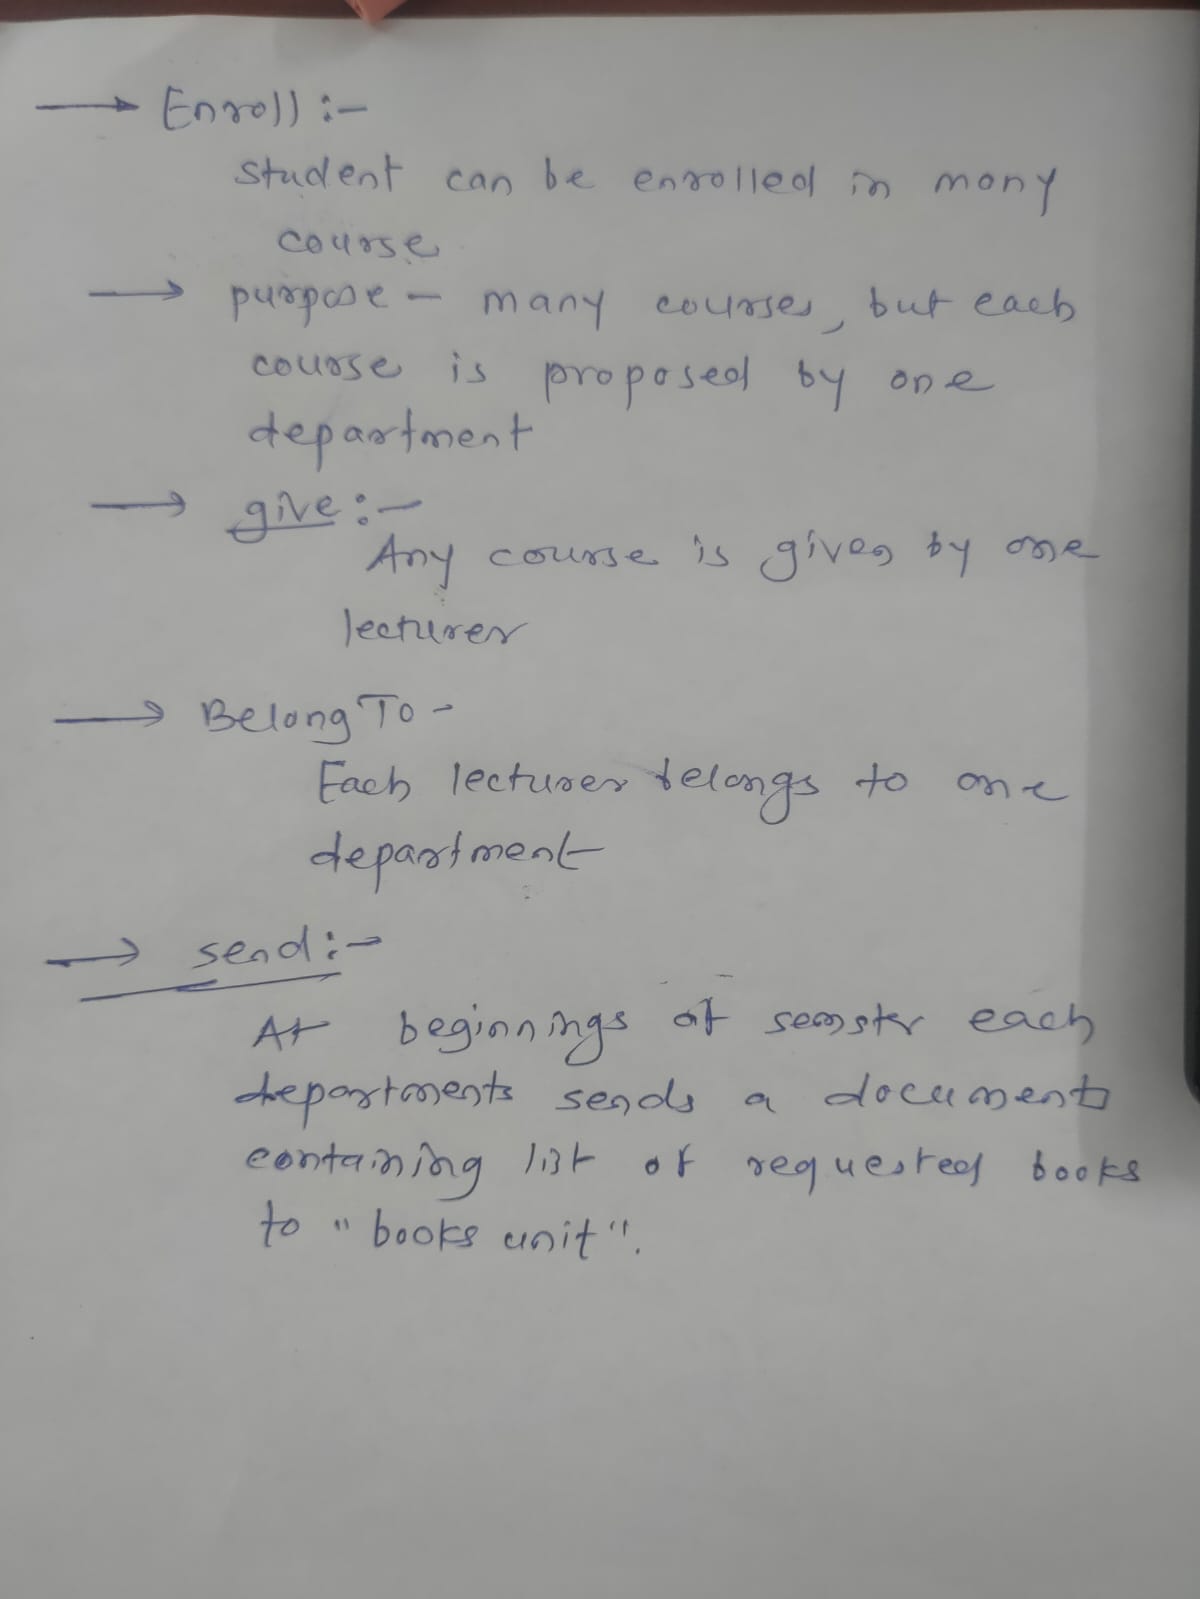 → Enroll :-
student can be enrolled in many
course
→ purpose - many courses, but each
course is proposed by one
department
→ give :-
Any course is given by one
lecturer
→ Belong To -
Each lecturer belongs to one
department
→ send :-
At beginnings of semster each
departments sends a document
containing list of requested books
to "books unit".